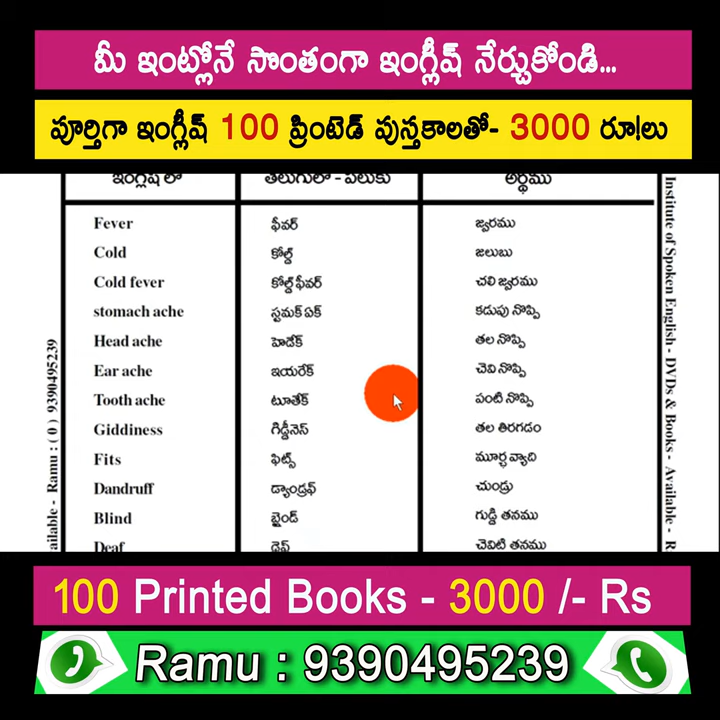 మీ ఇంట్లోనే సొంతంగా ఇంగ్లీష్ నేర్చుకోండి...
పూర్తిగా ఇంగ్లీష్ 100 ప్రింటెడ్ పుస్తకాలతో- 3000 రూ!లు
ఇంగ్లీష్ లో తెలుగులో - పలుకు అర్థము
Fever ఫీవర్ జ్వరము
Cold కోల్డ్ జలుబు
Cold fever కోల్డ్ ఫీవర్ చలి జ్వరము
stomach ache స్టమక్ ఏక్ కడుపు నొప్పి
Head ache హెడేక్ తల నొప్పి
Ear ache ఇయరేక్ చెవి నొప్పి
Tooth ache టూతేక్ పంటి నొప్పి
Giddiness గిడ్డీనెస్ తల తిరగడం
Fits ఫిట్స్ మూర్ఛ వ్యాది
Dandruff డ్యాండ్రఫ్ చుండ్రు
Blind బ్లైండ్ గుడ్డి తనము
Deaf డెఫ్ చెవిటి తనము
ailable - Ramu : ( 0 ) 9390495239
Institute of Spoken English - DVDs & Books - Available - R
100 Printed Books - 3000 /- Rs
Ramu : 9390495239